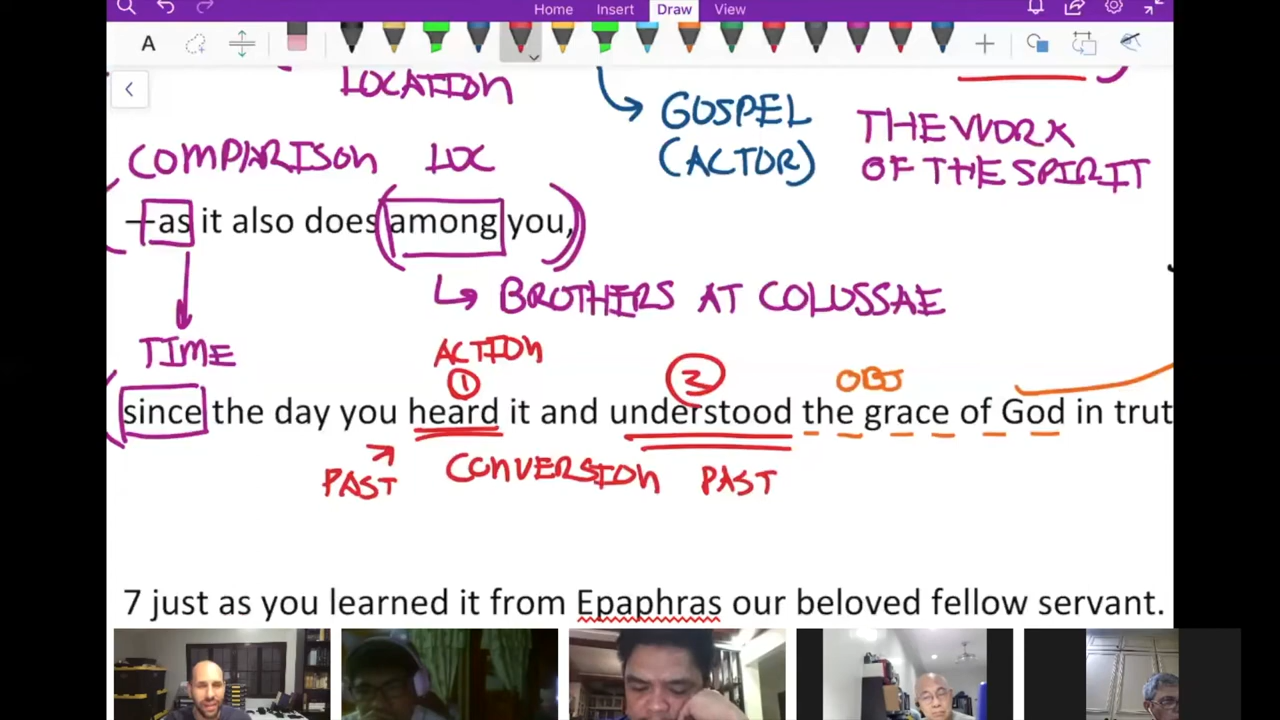 Home Insert Draw View
A
LOCATION
GOSPEL
(ACTOR)
THE WORK
OF THE SPIRIT
COMPARISON LOC
—as it also does (among you,)
BROTHERS AT COLOSSAE
TIME
ACTION
1 2 OBJ
since the day you heard it and understood the grace of God in trut
PAST CONVERSION PAST
7 just as you learned it from Epaphras our beloved fellow servant.